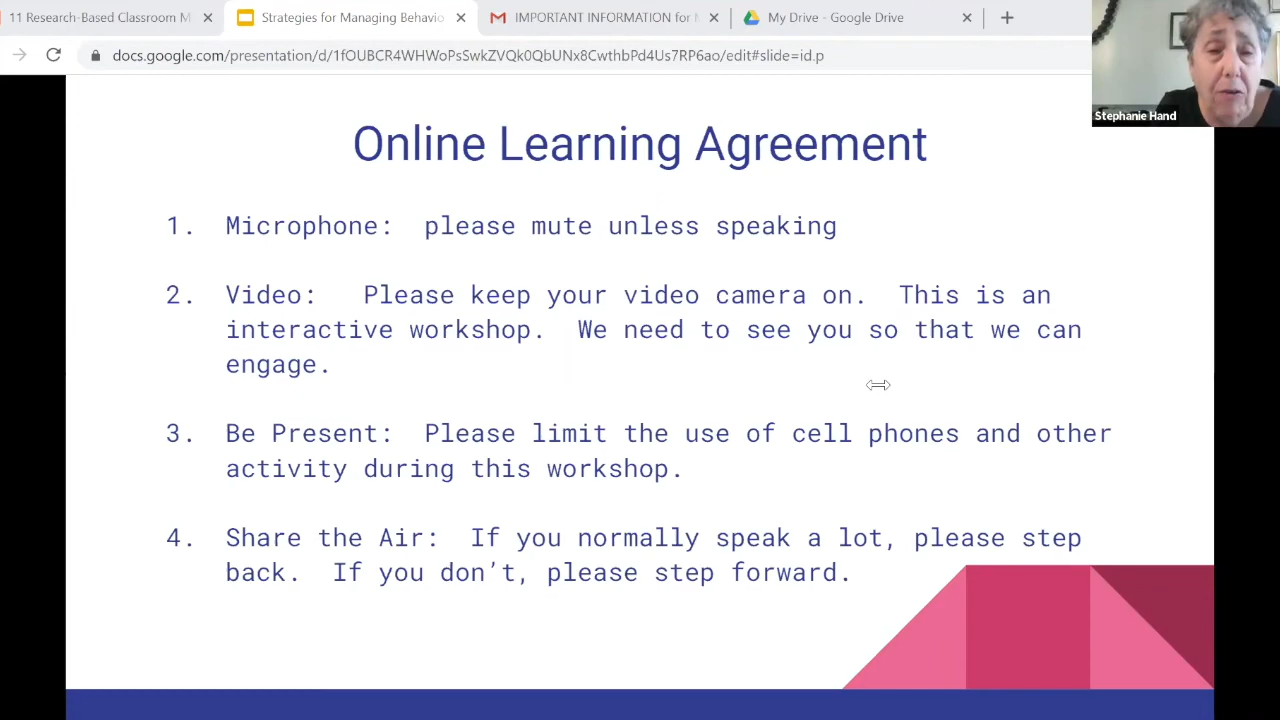 11 Research-Based Classroom M
Strategies for Managing Behavio
IMPORTANT INFORMATION for M
My Drive - Google Drive
docs.google.com/presentation/d/1fOUBCR4WHWoPsSwkZVQk0QbUNx8CwthbPd4Us7RP6ao/edit#slide=id.p
Stephanie Hand
Online Learning Agreement
1. Microphone: please mute unless speaking
2. Video: Please keep your video camera on. This is an
interactive workshop. We need to see you so that we can
engage.
3. Be Present: Please limit the use of cell phones and other
activity during this workshop.
4. Share the Air: If you normally speak a lot, please step
back. If you don’t, please step forward.